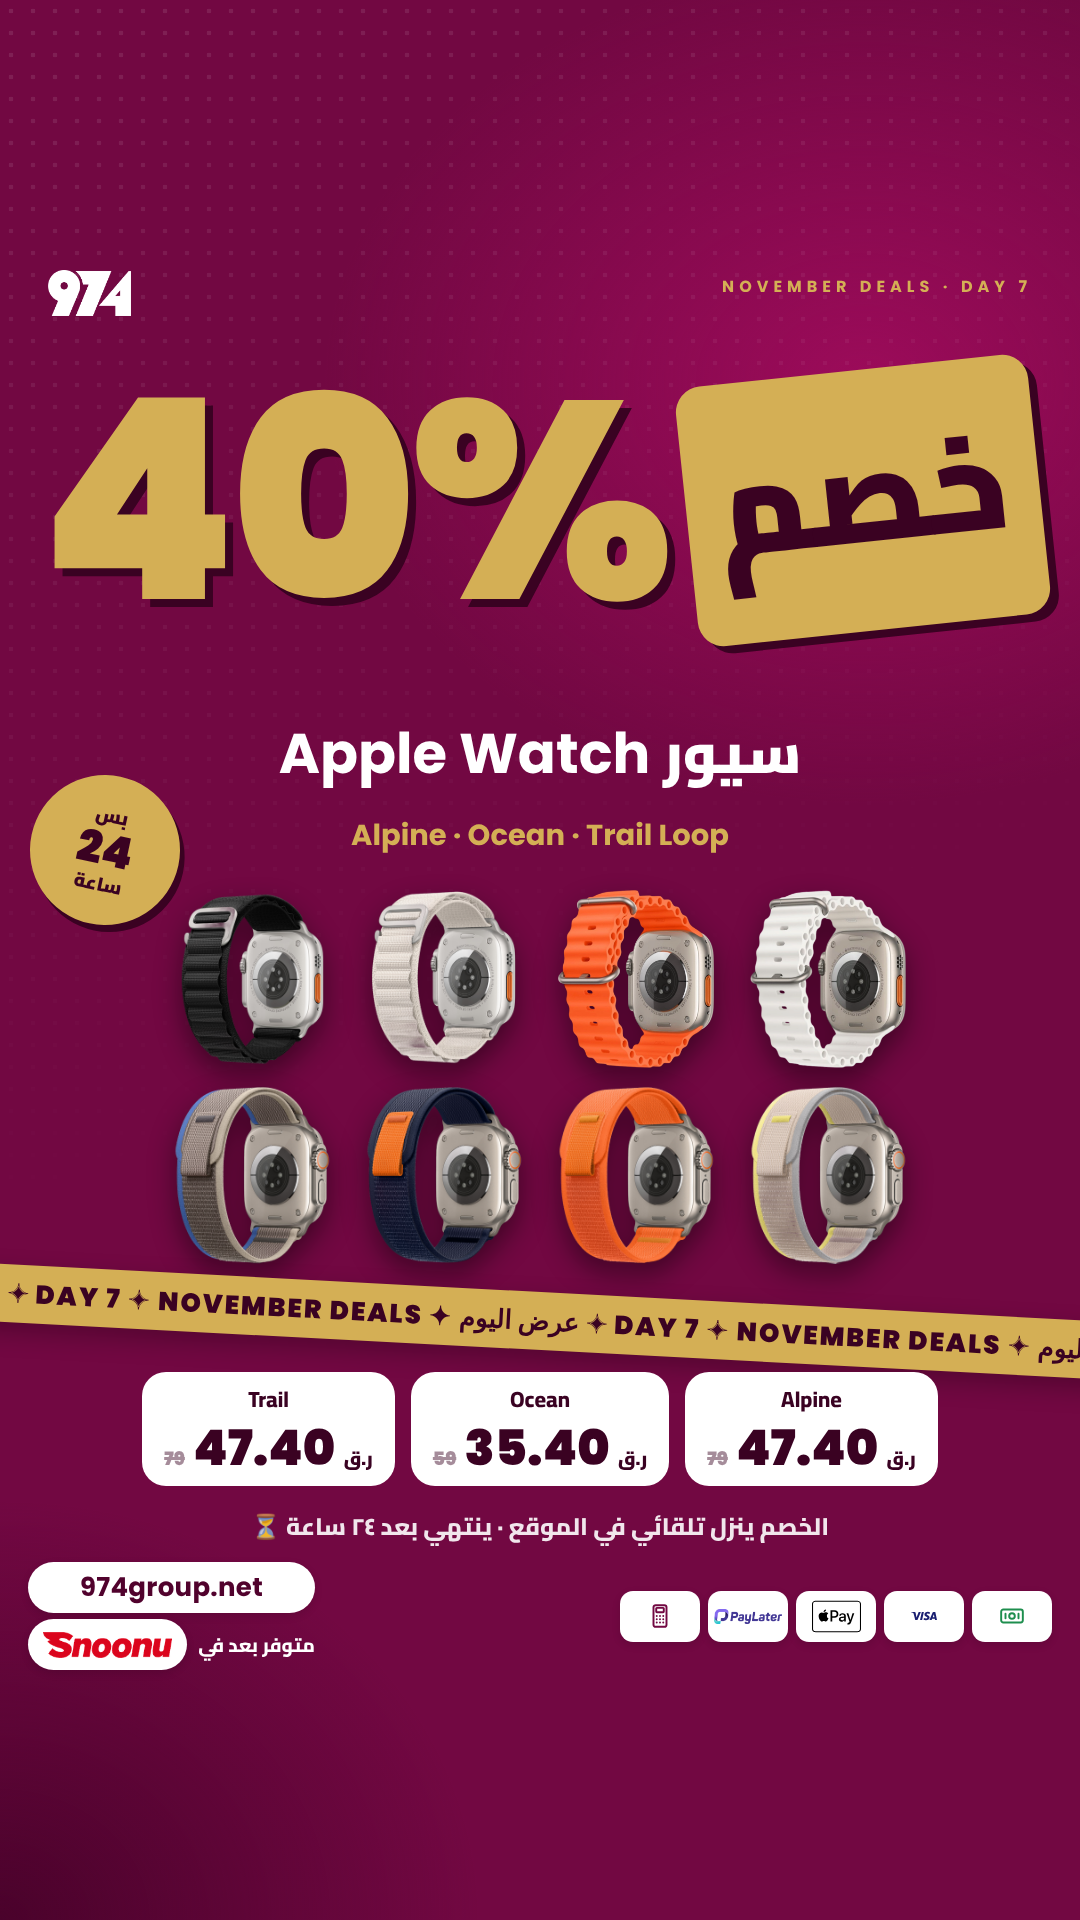 974
NOVEMBER DEALS · DAY 7
40% خصم
سيور Apple Watch
Alpine · Ocean · Trail Loop
بس
24
ساعة
✦ DAY 7 ✦ NOVEMBER DEALS ✦ عرض اليوم ✦ DAY 7 ✦ NOVEMBER DEALS ✦ اليوم
Trail
79 47.40 ر.ق
Ocean
59 35.40 ر.ق
Alpine
79 47.40 ر.ق
الخصم ينزل تلقائي في الموقع · ينتهي بعد ٢٤ ساعة ⏳
974group.net
متوفر بعد في Snoonu
PayLater
Pay
VISA